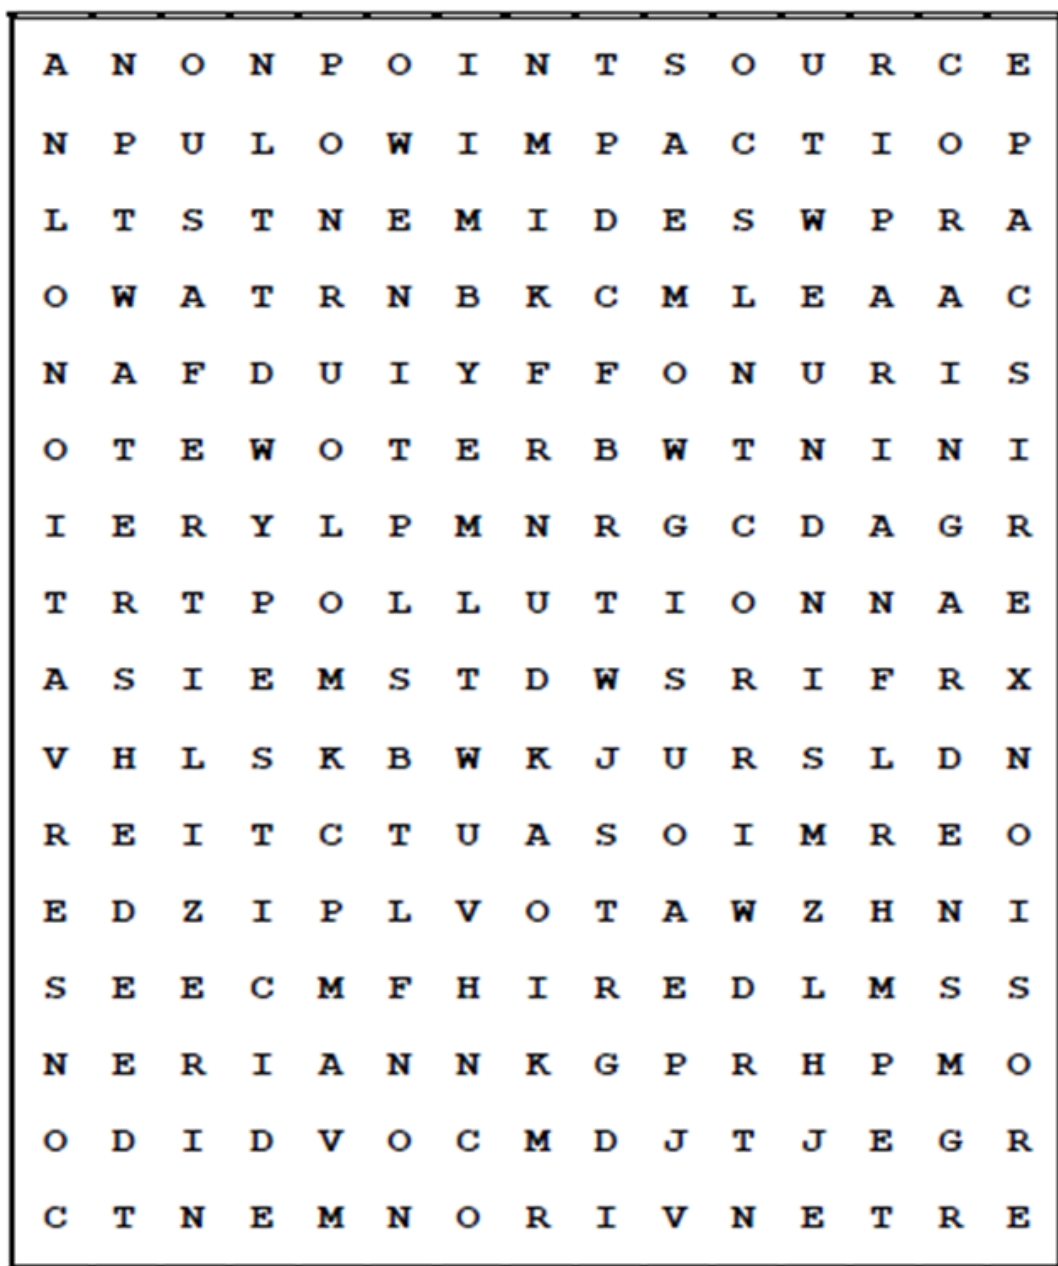 A N O N P O I N T S O U R C E
N P U L O W I M P A C T I O P
L T S T N E M I D E S W P R A
O W A T R N B K C M L E A A C
N A F D U I Y F F O N U R I S
O T E W O T E R B W T N I N I
I E R Y L P M N R G C D A G R
T R T P O L L U T I O N N A E
A S I E M S T D W S R I F R X
V H L S K B W K J U R S L D N
R E I T C T U A S O I M R E O
E D Z I P L V O T A W Z H N I
S E E C M F H I R E D L M S S
N E R I A N N K G P R H P M O
O D I D V O C M D J T J E G R
C T N E M N O R I V N E T R E